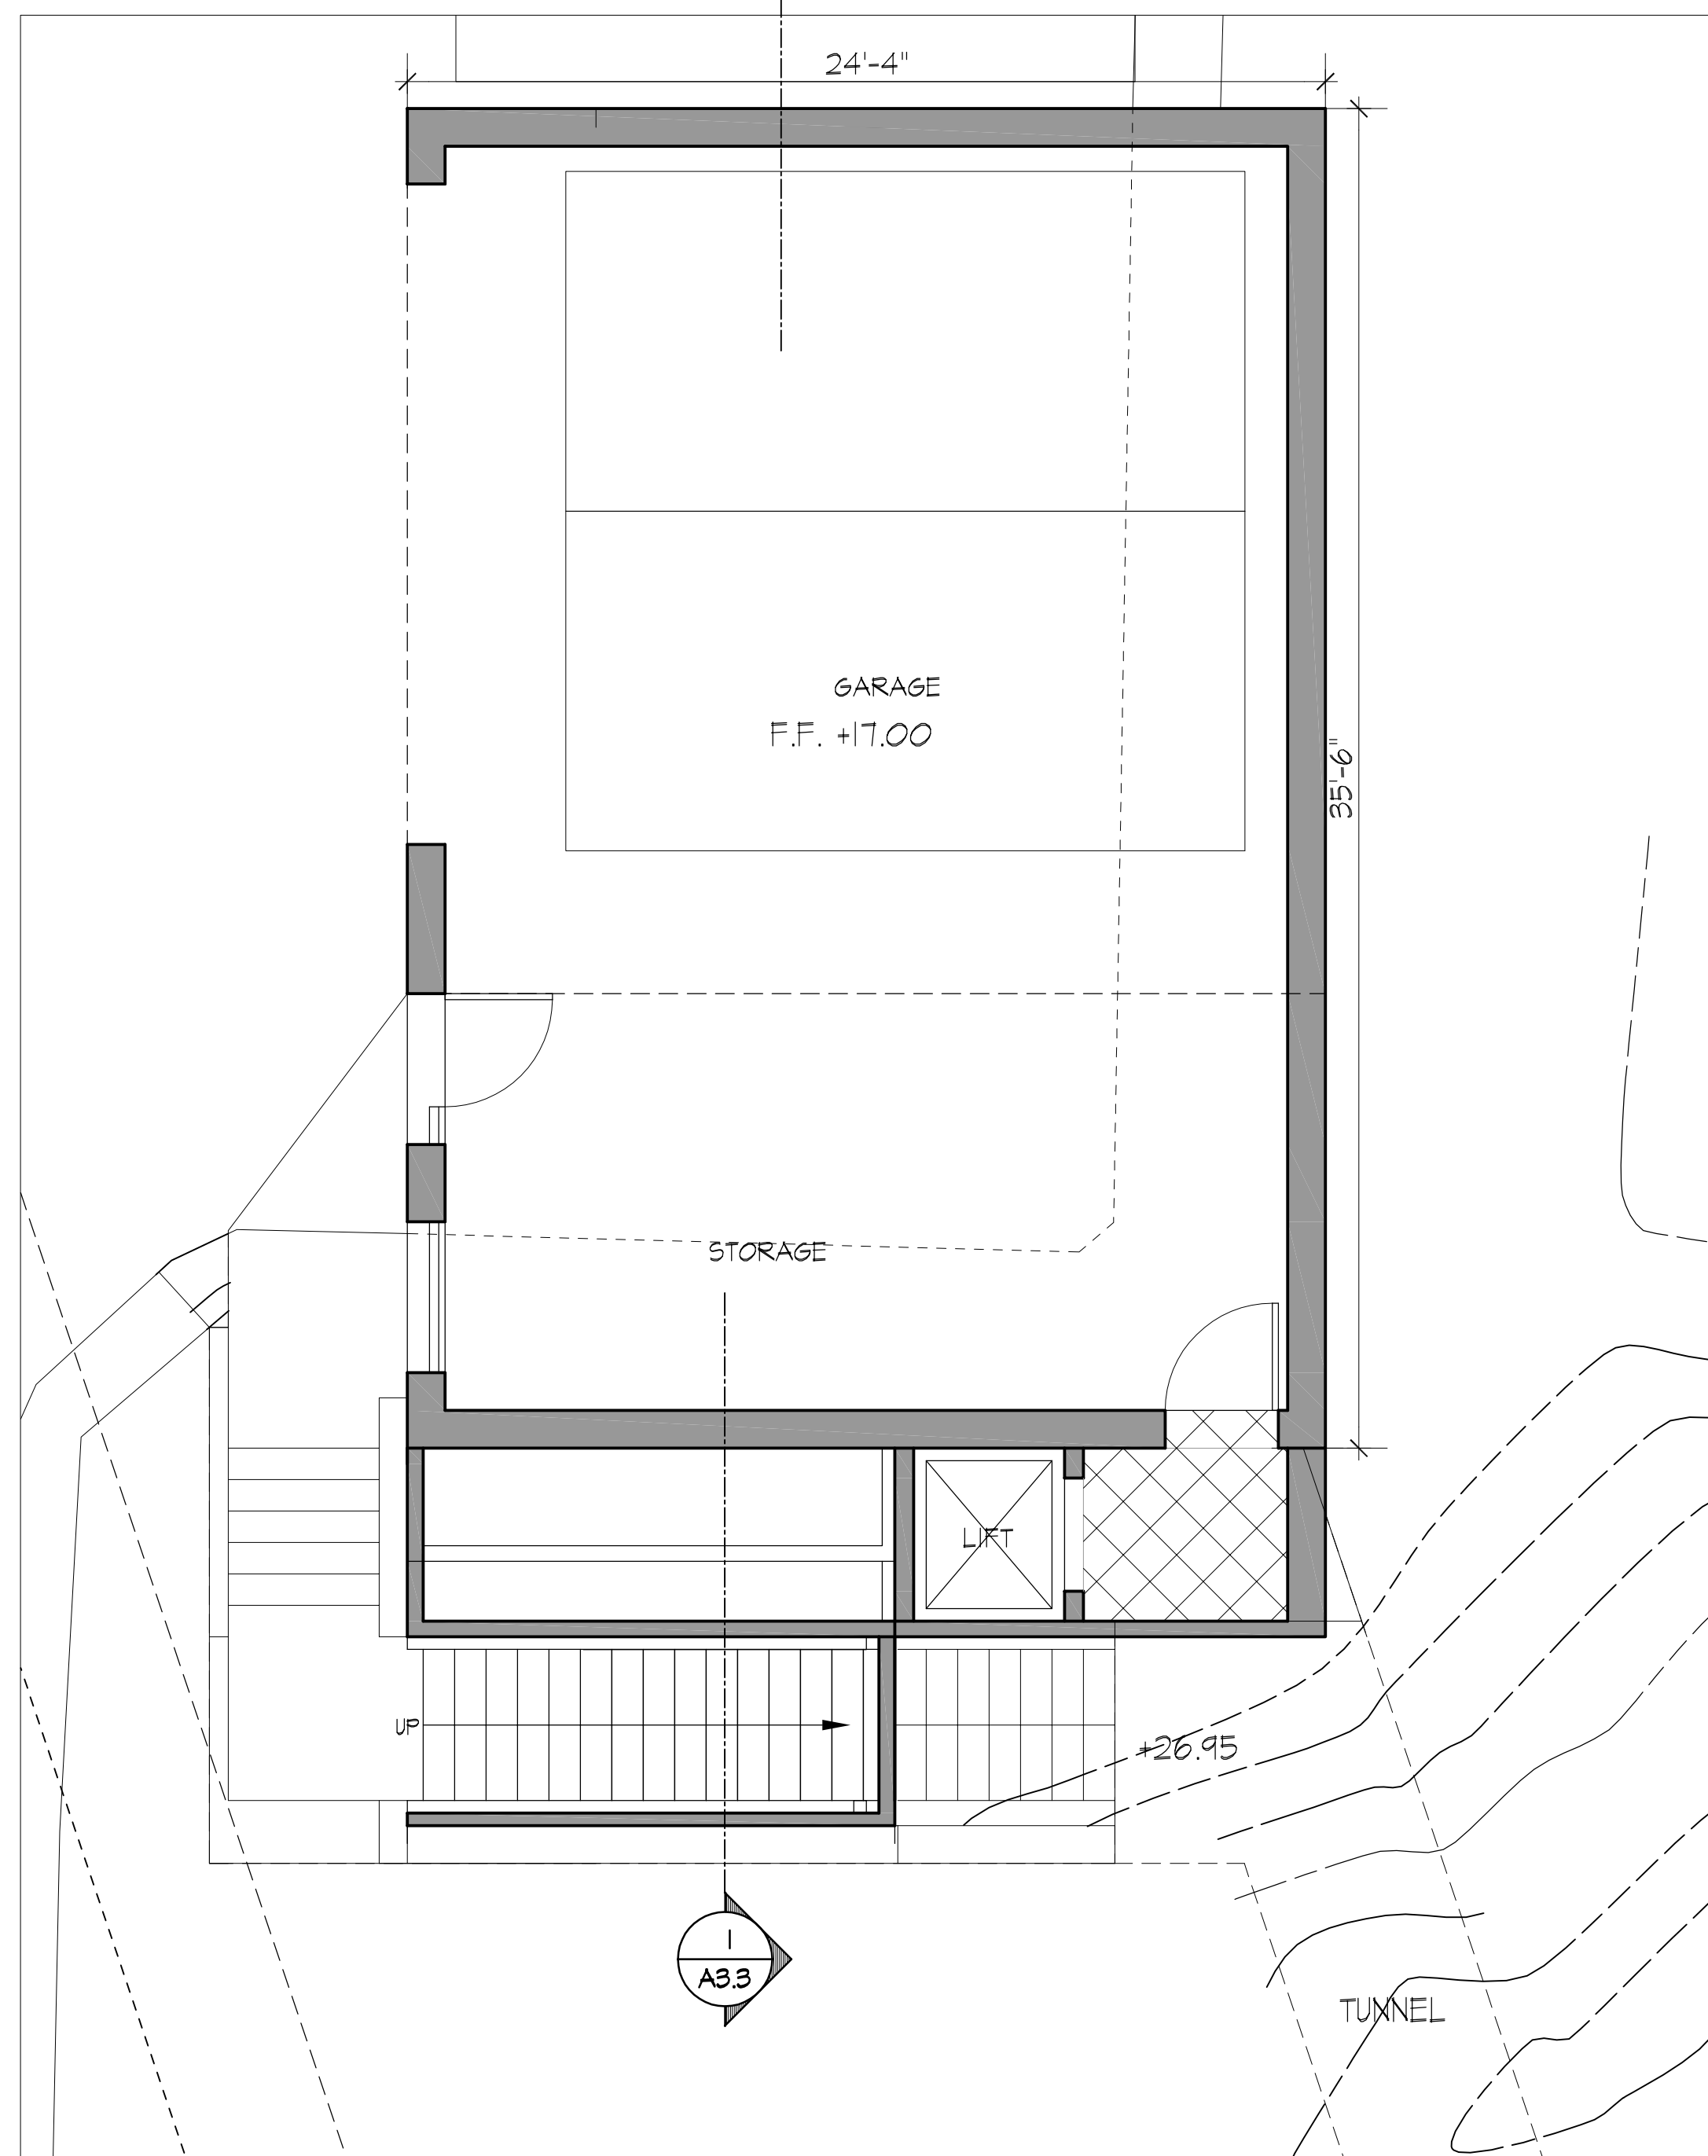 24'-4"
GARAGE
F.F. +17.00
35'-6"
STORAGE
LIFT
UP
+26.95
1
A3.3
TUNNEL